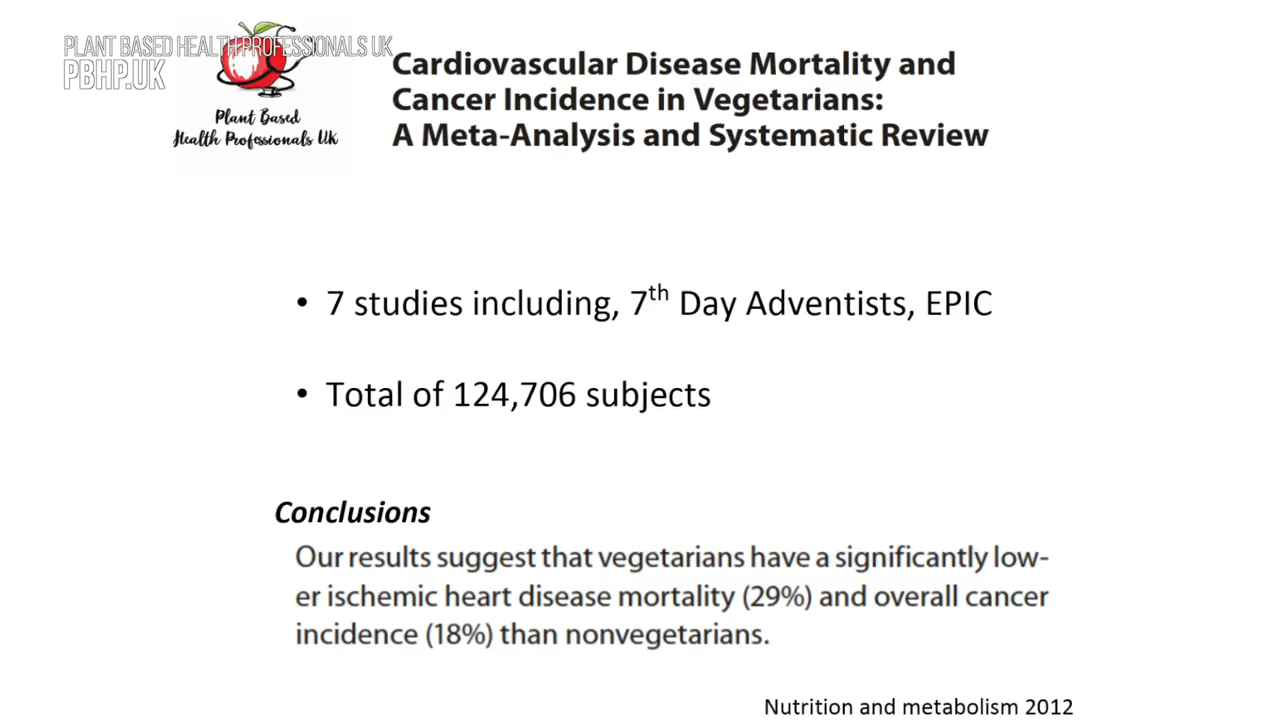 PLANT BASED HEALTH PROFESSIONALS UK
PBHP.UK
Plant Based
Health Professionals UK
Cardiovascular Disease Mortality and
Cancer Incidence in Vegetarians:
A Meta-Analysis and Systematic Review
• 7 studies including, 7th Day Adventists, EPIC
• Total of 124,706 subjects
Conclusions
Our results suggest that vegetarians have a significantly low-
er ischemic heart disease mortality (29%) and overall cancer
incidence (18%) than nonvegetarians.
Nutrition and metabolism 2012